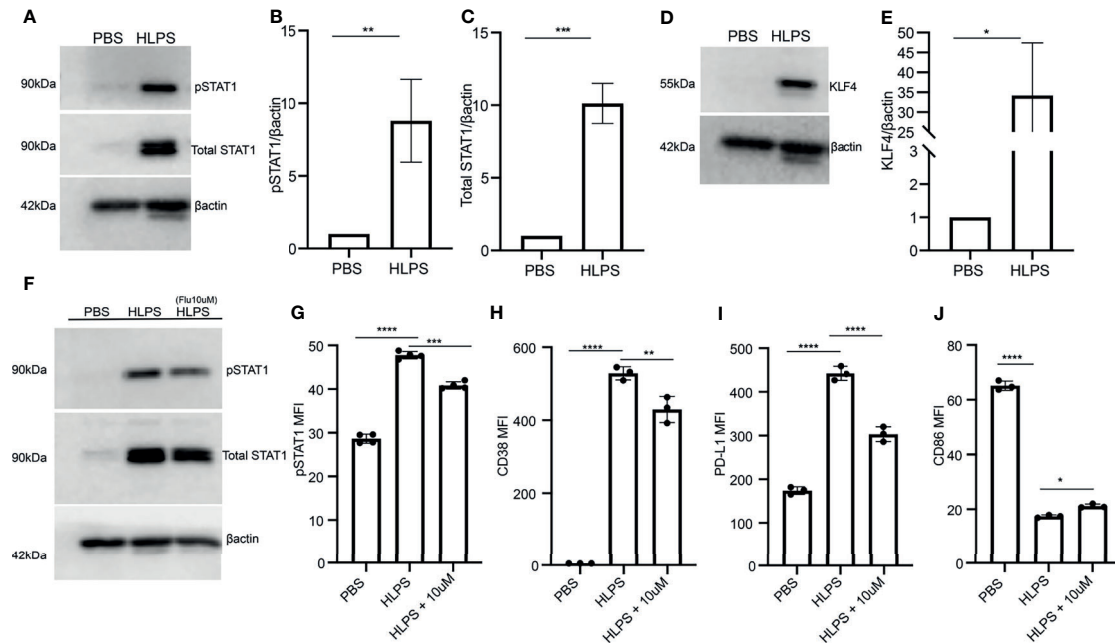 A
PBS HLPS
90kDa pSTAT1
90kDa Total STAT1
42kDa βactin
B
**
pSTAT1/βactin
15
10
5
0
PBS
HLPS
C
***
Total STAT1/βactin
15
10
5
0
PBS
HLPS
D
PBS HLPS
55kDa KLF4
42kDa βactin
E
*
KLF4/βactin
50
45
40
35
30
25
3
2
1
0
PBS
HLPS
F
(Flu10uM)
PBS HLPS HLPS
90kDa pSTAT1
90kDa Total STAT1
42kDa βactin
G
**** ***
pSTAT1 MFI
50
40
30
20
10
0
PBS
HLPS
HLPS + 10uM
H
**** **
CD38 MFI
600
400
200
0
PBS
HLPS
HLPS + 10uM
I
**** ****
PD-L1 MFI
500
400
300
200
100
0
PBS
HLPS
HLPS + 10uM
J
****
*
CD86 MFI
80
60
40
20
0
PBS
HLPS
HLPS + 10uM